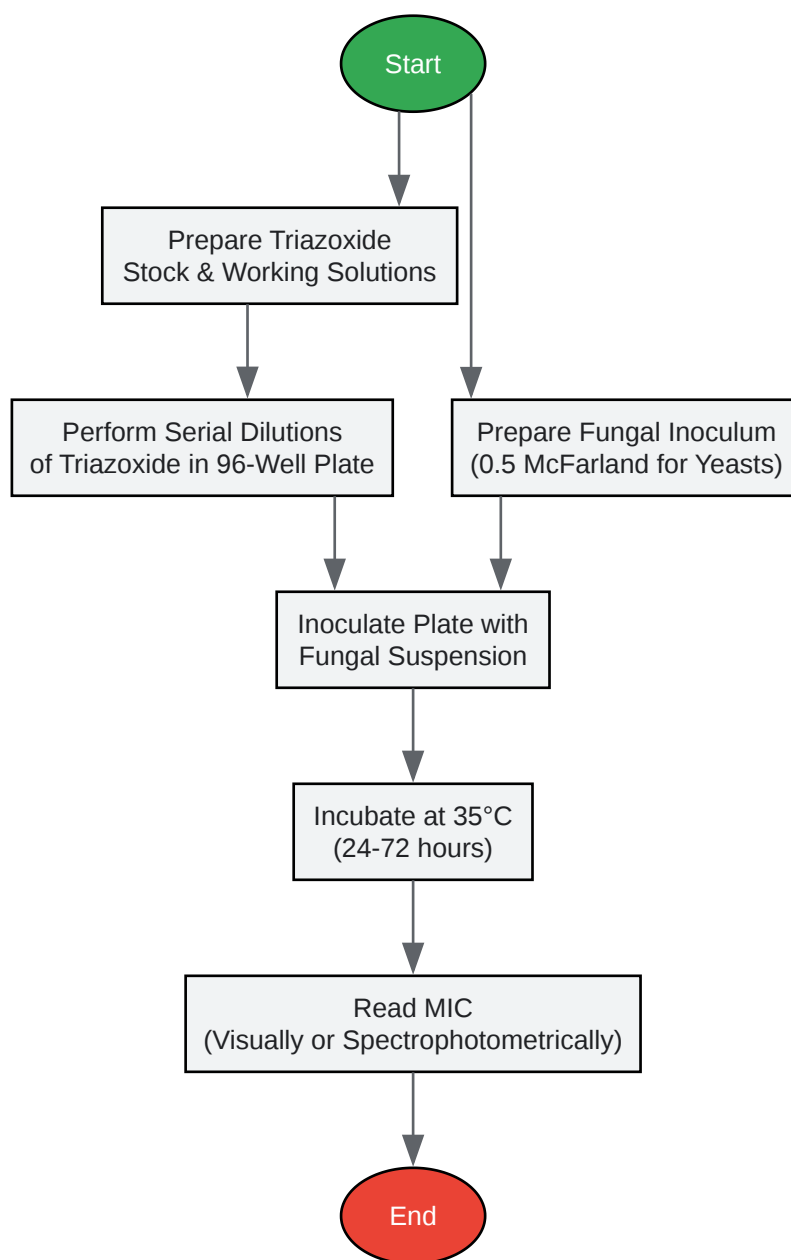 Start
Prepare Triazoxide
Stock & Working Solutions
Perform Serial Dilutions
of Triazoxide in 96-Well Plate
Prepare Fungal Inoculum
(0.5 McFarland for Yeasts)
Inoculate Plate with
Fungal Suspension
Incubate at 35°C
(24-72 hours)
Read MIC
(Visually or Spectrophotometrically)
End